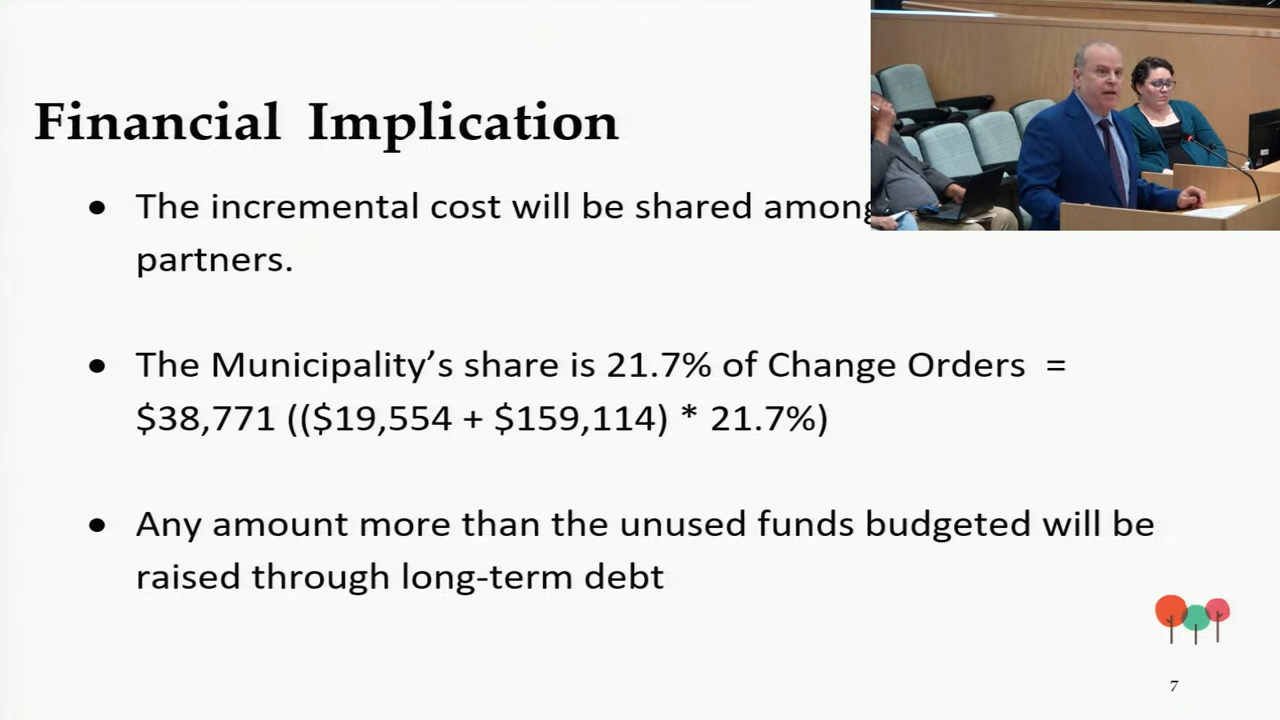 Financial Implication
• The incremental cost will be shared among
partners.
• The Municipality’s share is 21.7% of Change Orders =
$38,771 (($19,554 + $159,114) * 21.7%)
• Any amount more than the unused funds budgeted will be
raised through long-term debt
7